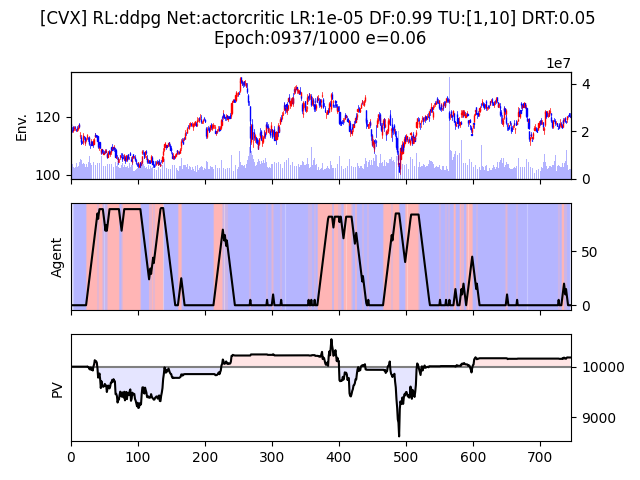 [CVX] RL:ddpg Net:actorcritic LR:1e-05 DF:0.99 TU:[1,10] DRT:0.05
Epoch:0937/1000 e=0.06
1e7
Env.
120
100
4
2
0
Agent
50
0
PV
10000
9000
0
100
200
300
400
500
600
700